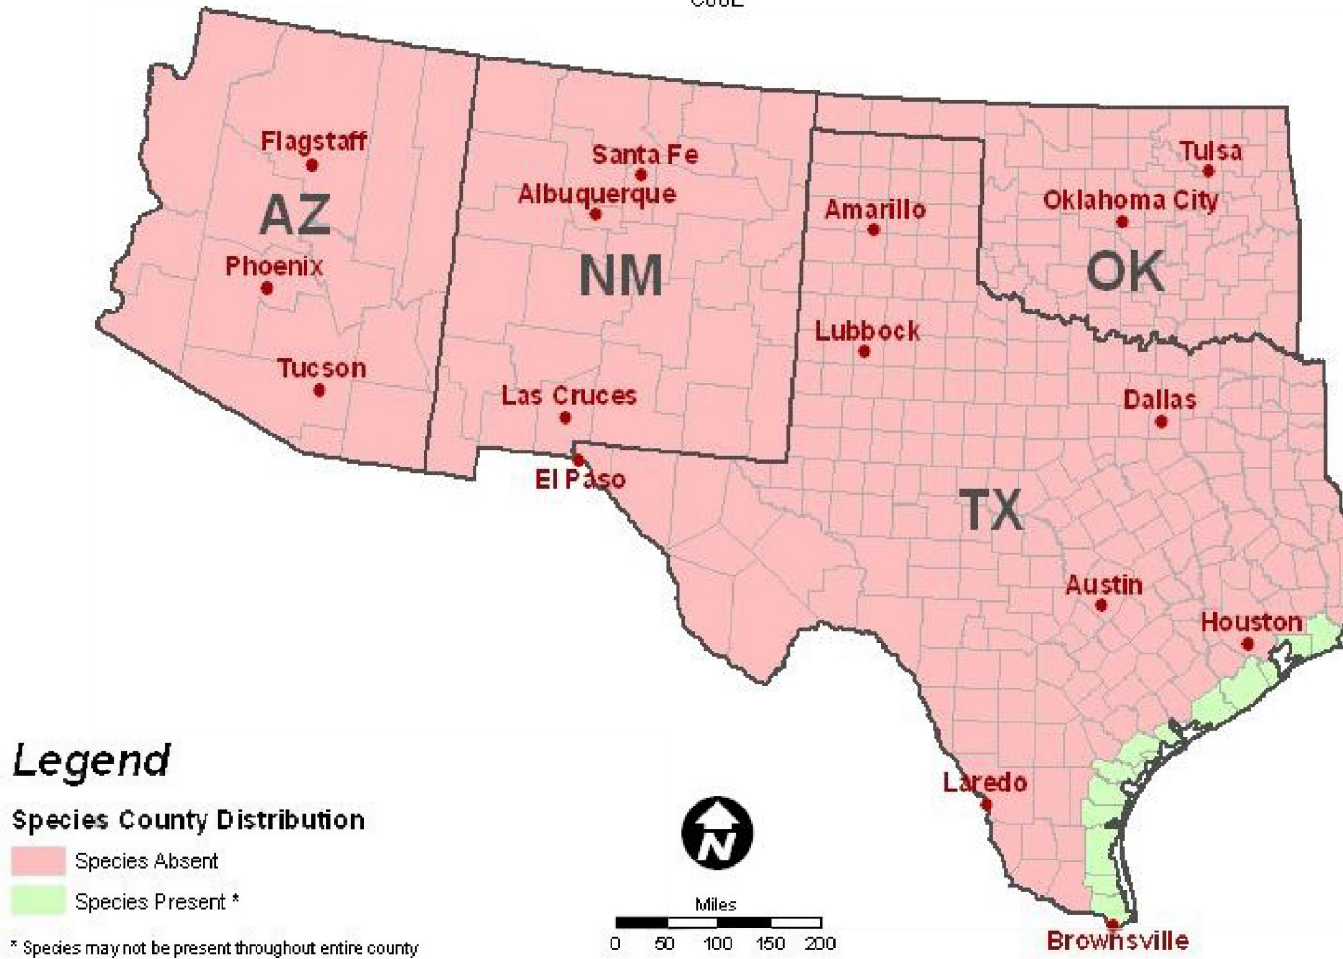 Flagstaff
Santa Fe
Tulsa
Albuquerque
Oklahoma City
Amarillo
AZ
Phoenix
NM
OK
Lubbock
Tucson
Las Cruces
Dallas
El Paso
TX
Austin
Houston
Legend
Laredo
Species County Distribution
Species Absent
N
Species Present *
Miles
0 50 100 150 200
* Species may not be present throughout entire county
Brownsville